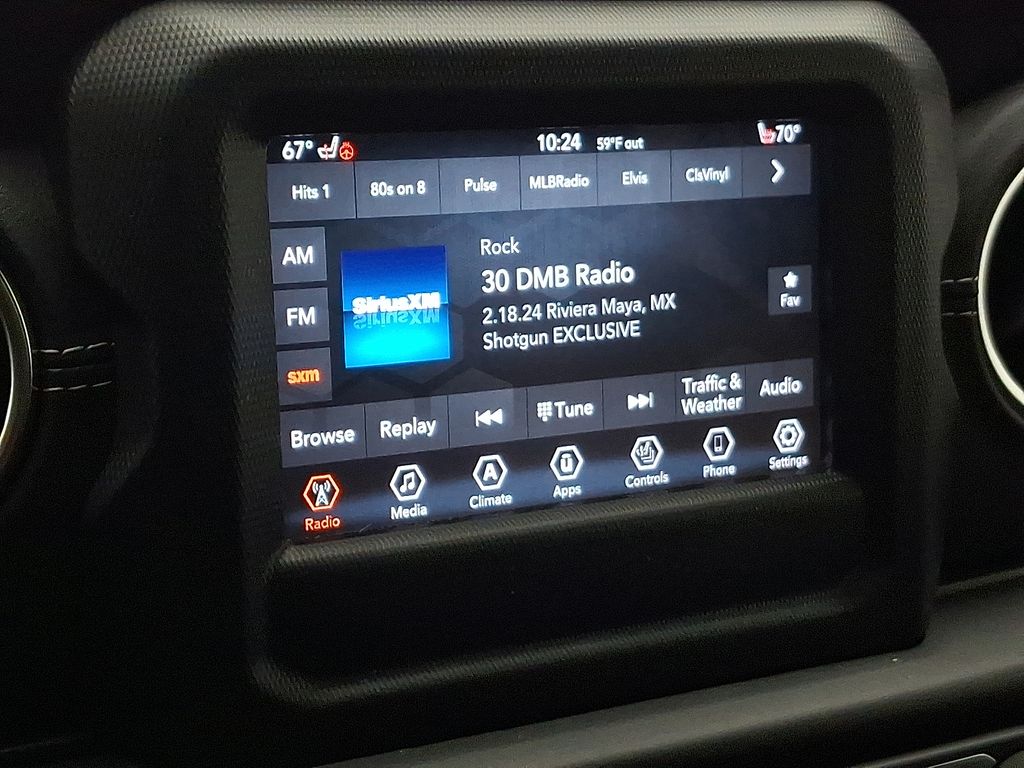 67° 10:24 59°F out 70°
Hits 1 80s on 8 Pulse MLBRadio Elvis ClsVinyl
AM
FM
sxm
SiriusXM
Rock
30 DMB Radio
2.18.24 Riviera Maya, MX
Shotgun EXCLUSIVE
Fav
Browse Replay Tune Traffic &
Weather Audio
Radio Media Climate Apps Controls Phone Settings